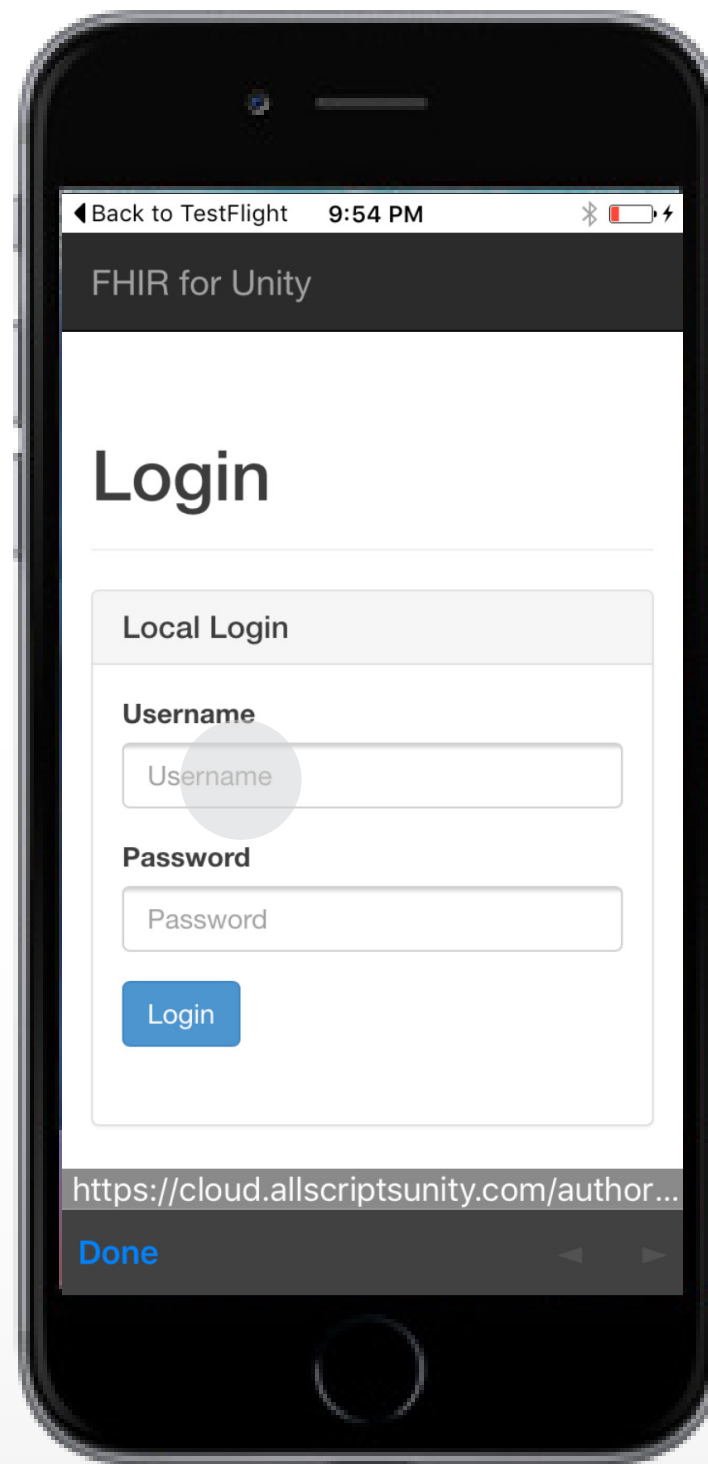 Back to TestFlight 9:54 PM
FHIR for Unity
Login
Local Login
Username
Username
Password
Password
Login
https://cloud.allscriptsunity.com/author...
Done